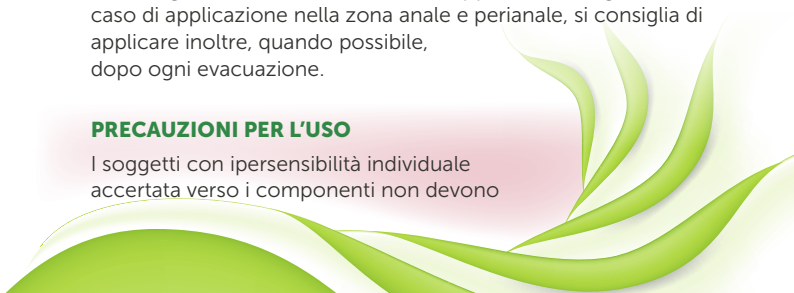 caso di applicazione nella zona anale e perianale, si consiglia di
applicare inoltre, quando possibile,
dopo ogni evacuazione.
PRECAUZIONI PER L’USO
I soggetti con ipersensibilità individuale
accertata verso i componenti non devono